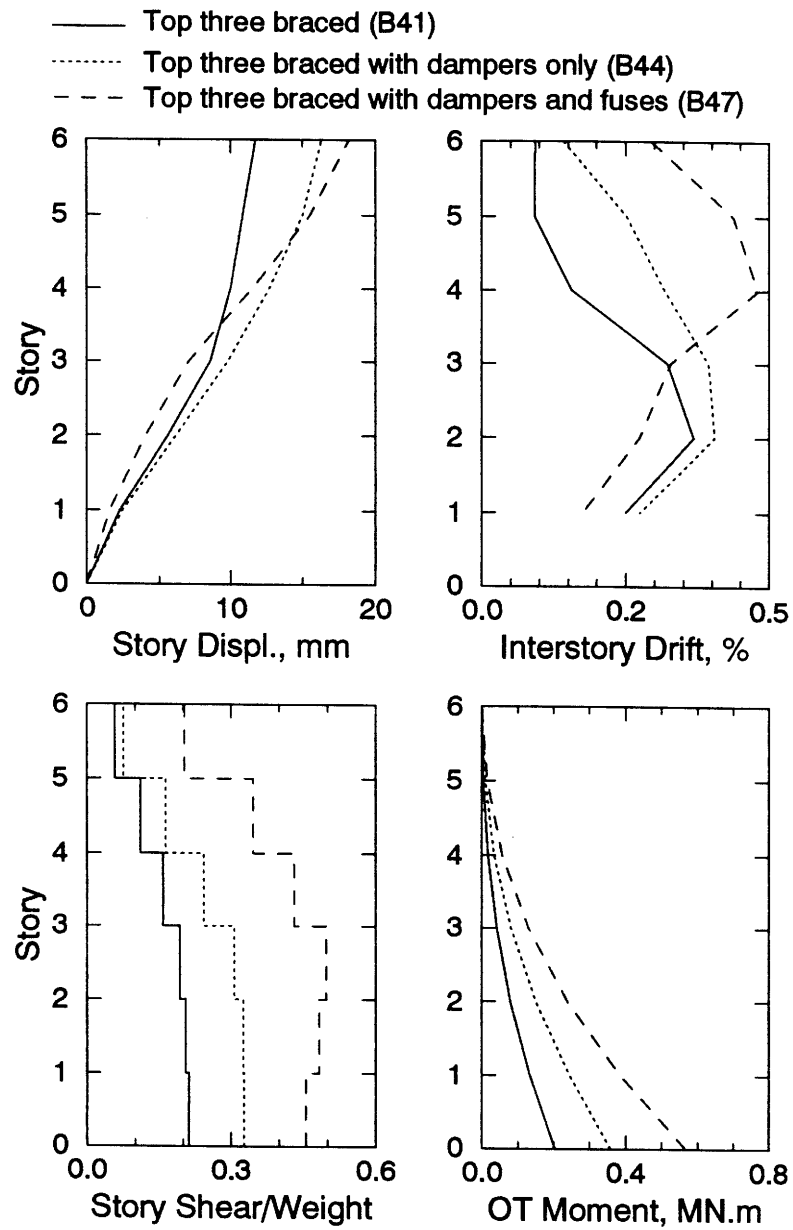 Top three braced (B41)
Top three braced with dampers only (B44)
Top three braced with dampers and fuses (B47)
6
5
4
3
2
1
0
Story
0 10 20
Story Displ., mm
6
5
4
3
2
1
0
0.0 0.2 0.5
Interstory Drift, %
6
5
4
3
2
1
0
Story
0.0 0.3 0.6
Story Shear/Weight
6
5
4
3
2
1
0
0.0 0.4 0.8
OT Moment, MN.m